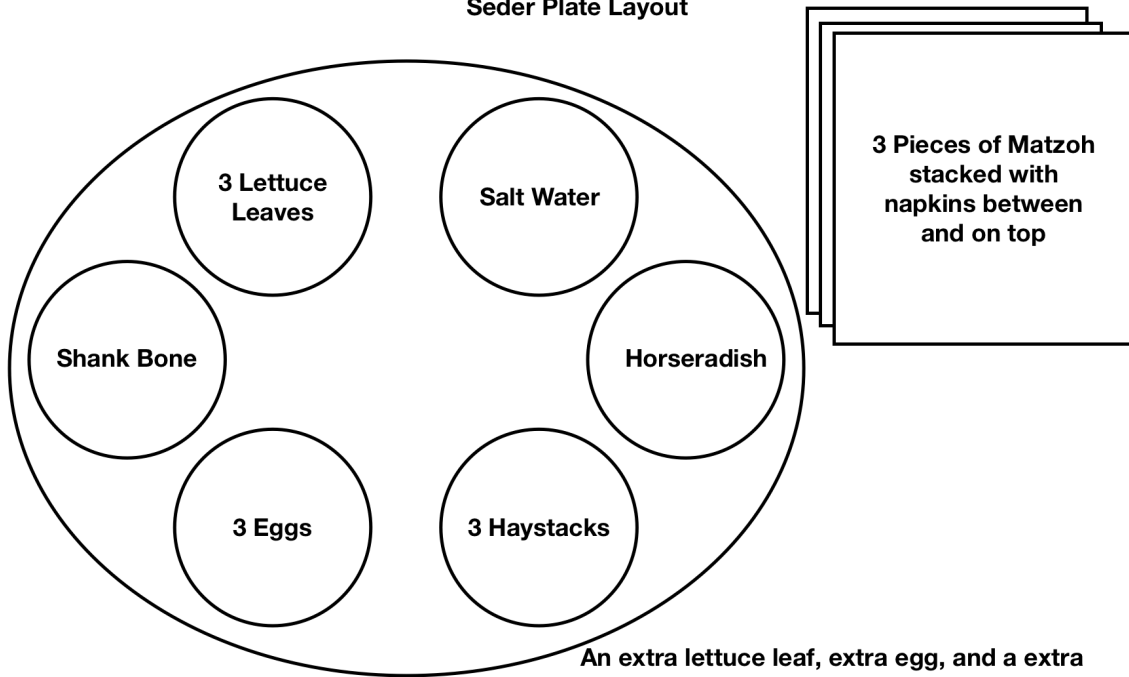 Seder Plate Layout
3 Lettuce
Leaves
Salt Water
3 Pieces of Matzoh
stacked with
napkins between
and on top
Shank Bone
Horseradish
3 Eggs
3 Haystacks
An extra lettuce leaf, extra egg, and a extra